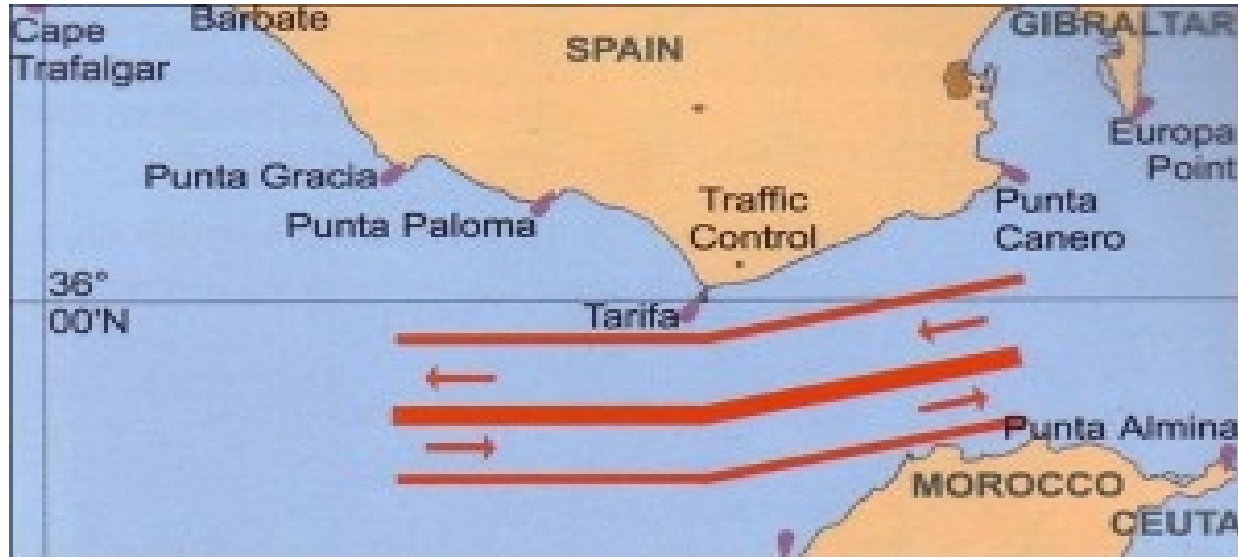 Barbate
Cape
Trafalgar
SPAIN
GIBRALTAR
Europa
Point
Punta Gracia
Punta Paloma
Traffic
Control
Punta
Canero
36°
00'N
Tarifa
Punta Almina
MOROCCO
CEUTA